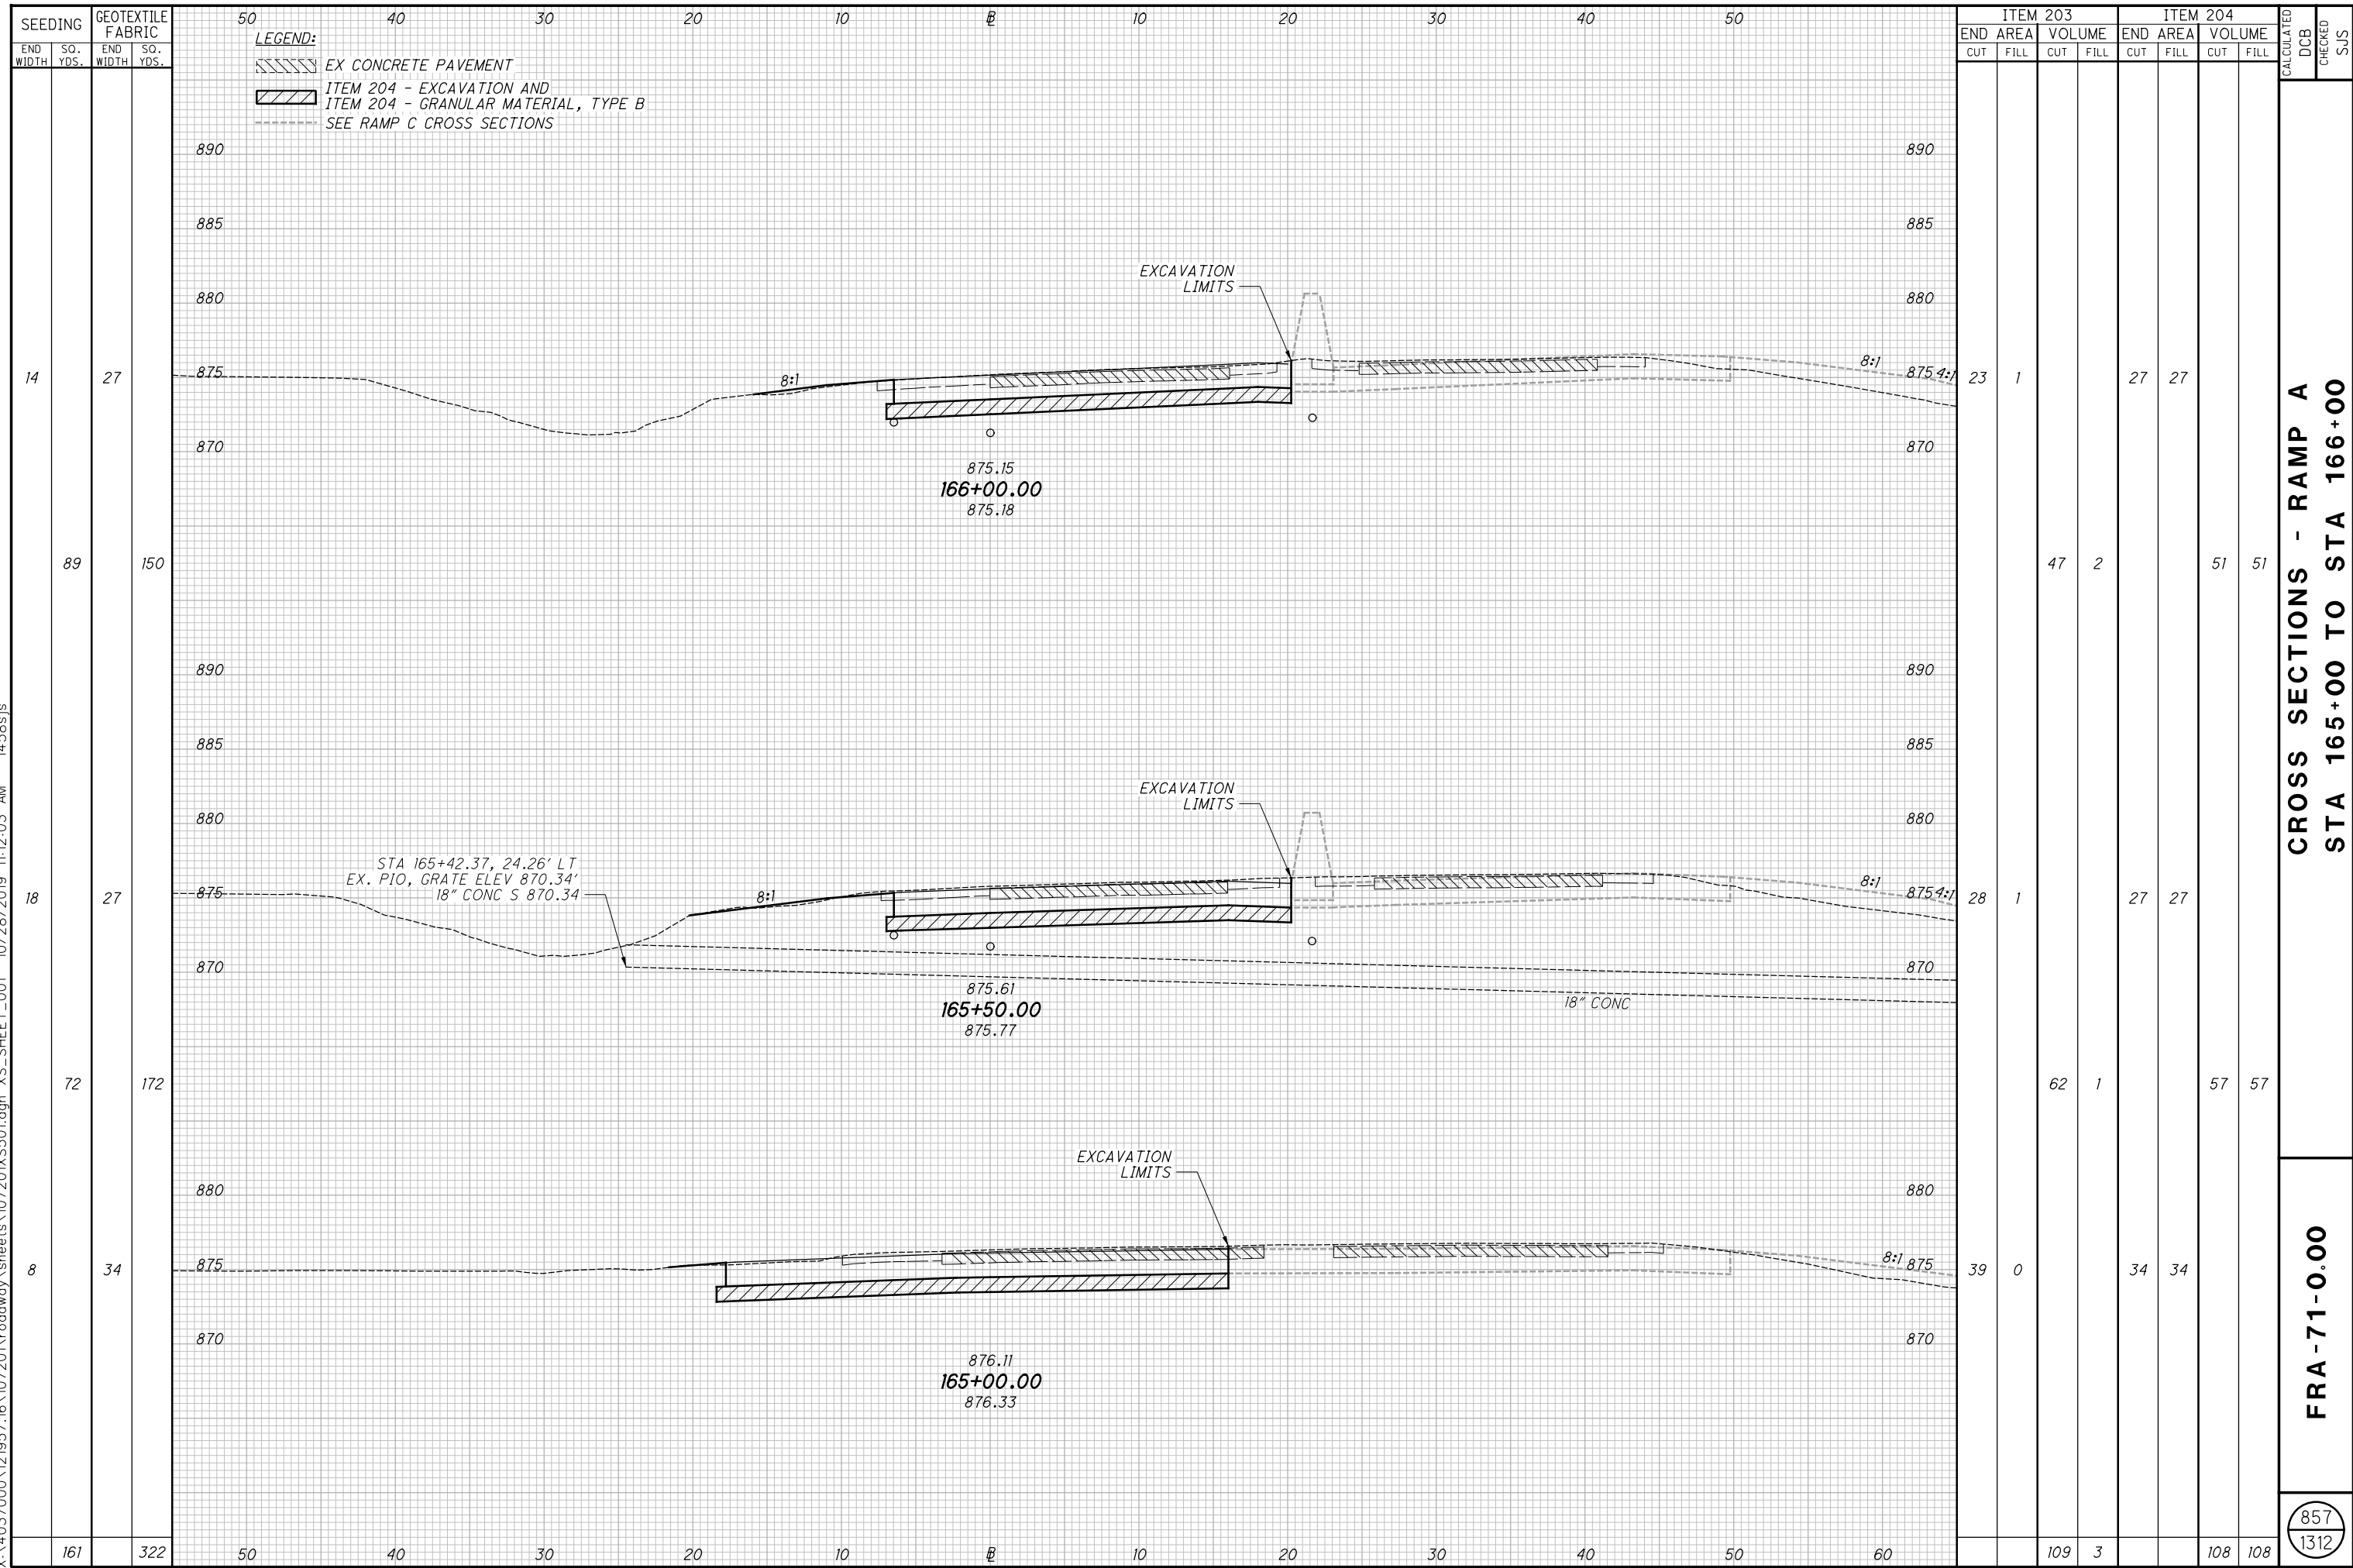 SEEDING
GEOTEXTILE
FABRIC
END WIDTH
SQ. YDS.
END WIDTH
SQ. YDS.
50 40 30 20 10 ℄ 10 20 30 40 50
LEGEND:
EX CONCRETE PAVEMENT
ITEM 204 - EXCAVATION AND
ITEM 204 - GRANULAR MATERIAL, TYPE B
SEE RAMP C CROSS SECTIONS
ITEM 203
ITEM 204
END AREA VOLUME END AREA VOLUME
CUT FILL CUT FILL CUT FILL CUT FILL
CALCULATED
DCB
CHECKED
SJS
890 890
885 885
EXCAVATION
LIMITS
880 880
8:1 8:1
14 27 875 875 4:1 23 1 27 27
870 870
875.15
166+00.00
875.18
89 150 47 2 51 51
890 890
885 885
EXCAVATION
LIMITS
880 880
STA 165+42.37, 24.26' LT
EX. PIO, GRATE ELEV 870.34'
18" CONC S 870.34
8:1 8:1
18 27 875 875 4:1 28 1 27 27
870 870
875.61
18" CONC
165+50.00
875.77
72 172 62 1 57 57
EXCAVATION
LIMITS
880 880
8:1
8 34 875 875 39 0 34 34
870 870
876.11
165+00.00
876.33
161 322 109 3 108 108
50 40 30 20 10 ℄ 10 20 30 40 50 60
CROSS SECTIONS - RAMP A
STA 165+00 TO STA 166+00
FRA-71-0.00
857
1312